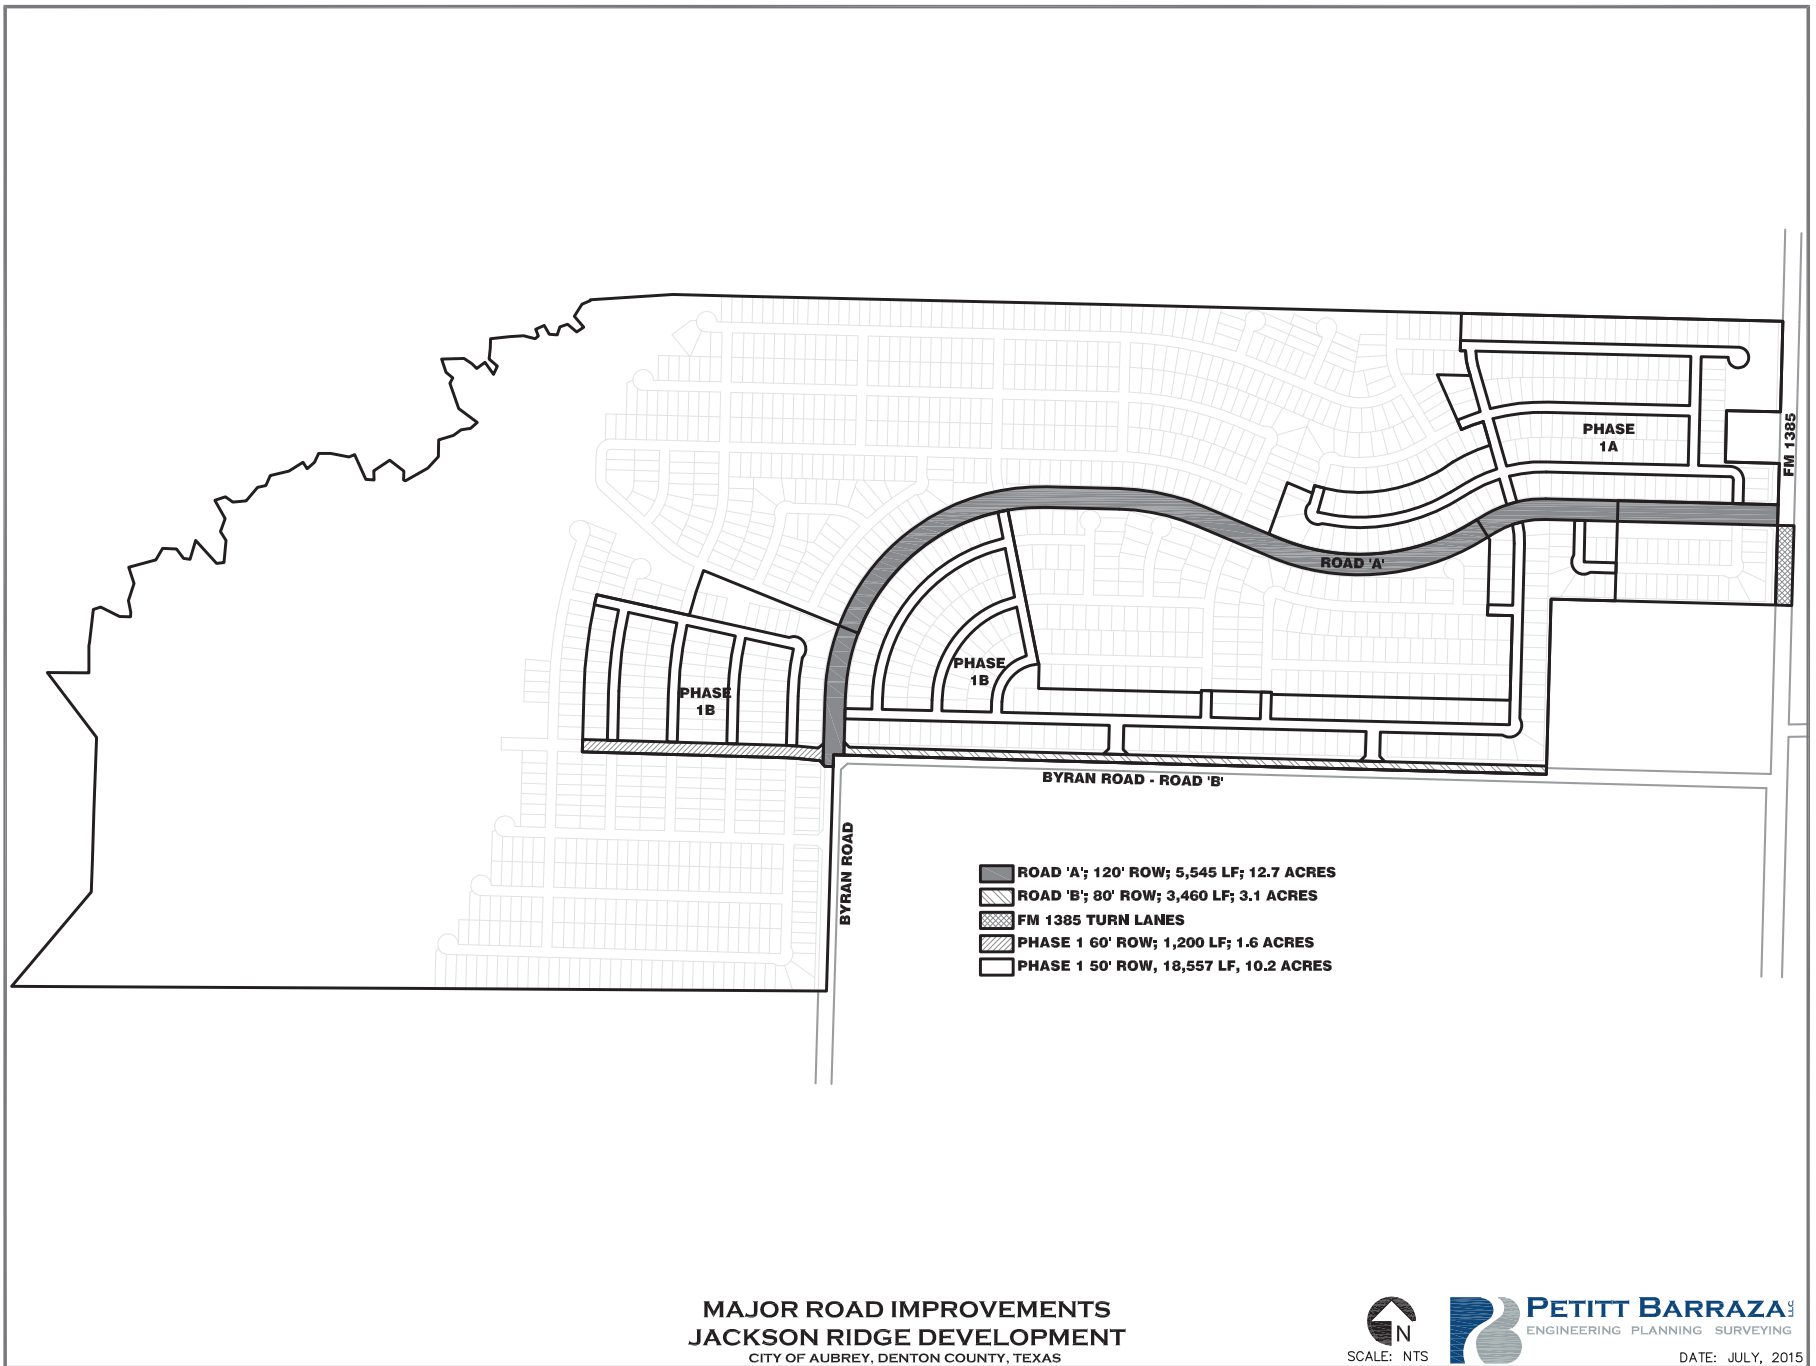 PHASE
1A
FM 1385
ROAD 'A'
PHASE
1B
PHASE
1B
BYRAN ROAD - ROAD 'B'
BYRAN ROAD
ROAD 'A'; 120' ROW; 5,545 LF; 12.7 ACRES
ROAD 'B'; 80' ROW; 3,460 LF; 3.1 ACRES
FM 1385 TURN LANES
PHASE 1 60' ROW; 1,200 LF; 1.6 ACRES
PHASE 1 50' ROW, 18,557 LF, 10.2 ACRES
MAJOR ROAD IMPROVEMENTS
JACKSON RIDGE DEVELOPMENT
CITY OF AUBREY, DENTON COUNTY, TEXAS
N
SCALE: NTS
PETITT BARRAZA LLC
ENGINEERING PLANNING SURVEYING
DATE: JULY, 2015